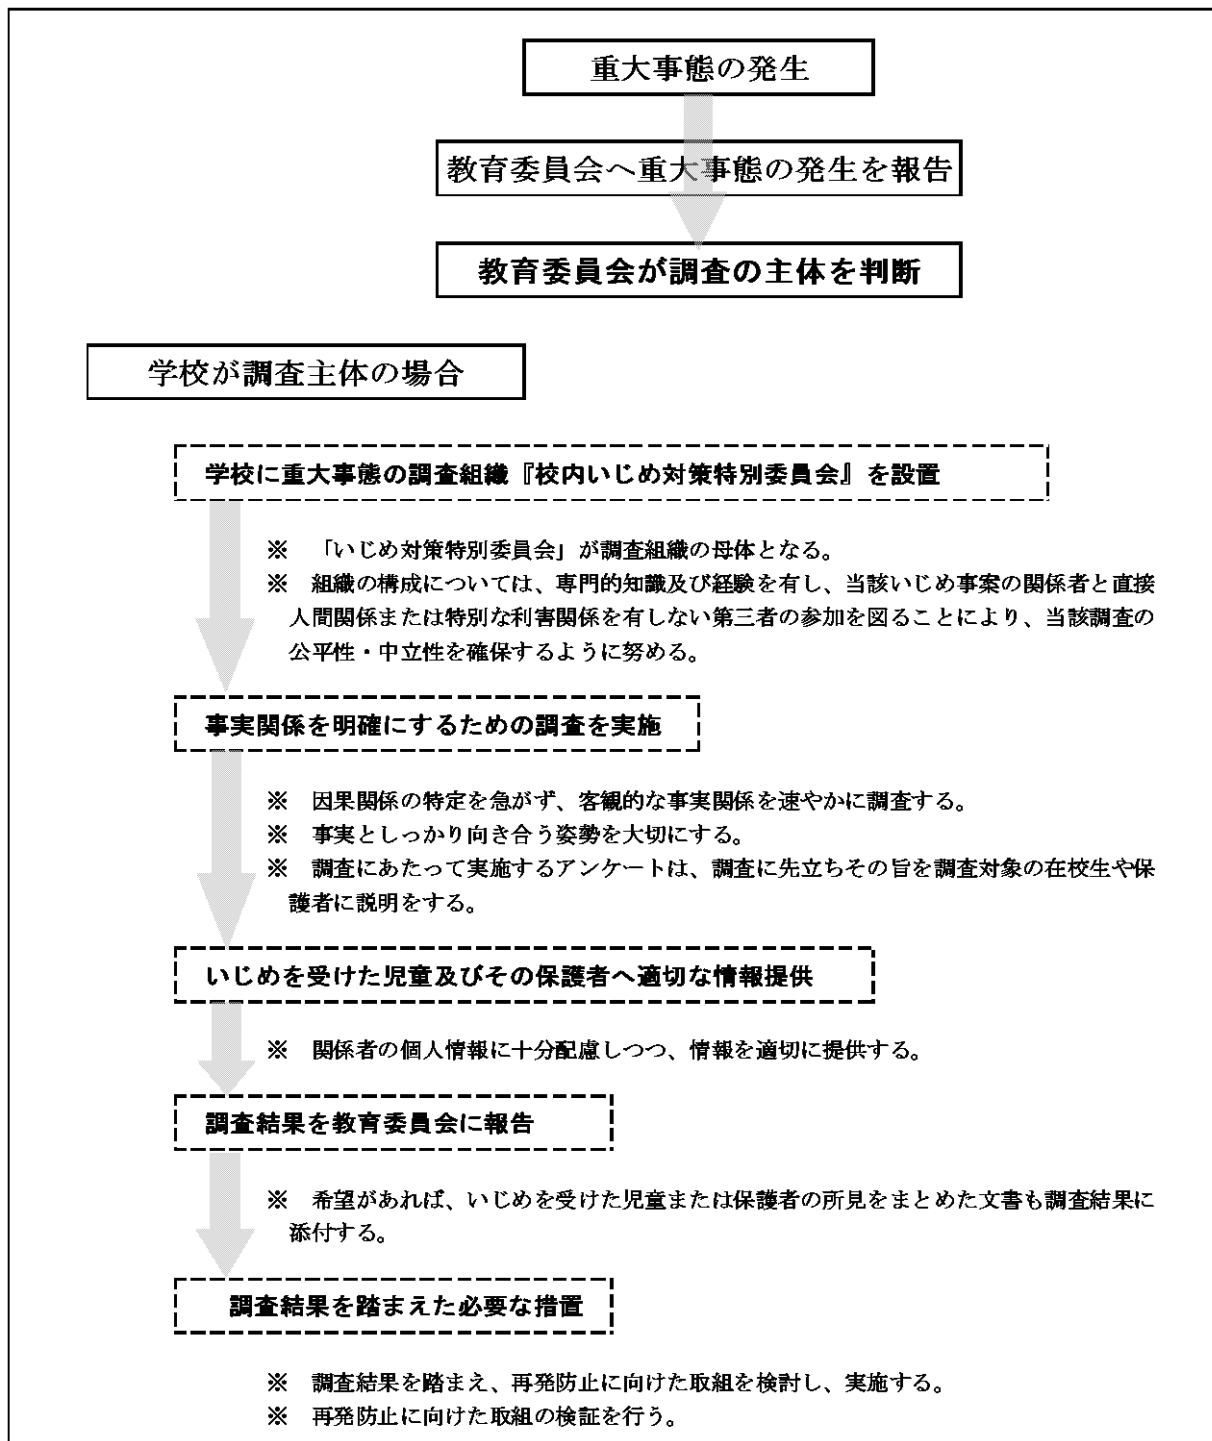 重大事態の発生
教育委員会へ重大事態の発生を報告
教育委員会が調査の主体を判断
学校が調査主体の場合
学校に重大事態の調査組織『校内いじめ対策特別委員会』を設置
※　「いじめ対策特別委員会」が調査組織の母体となる。
※　組織の構成については、専門的知識及び経験を有し、当該いじめ事案の関係者と直接
人間関係または特別な利害関係を有しない第三者の参加を図ることにより、当該調査の
公平性・中立性を確保するように努める。
事実関係を明確にするための調査を実施
※　因果関係の特定を急がず、客観的な事実関係を速やかに調査する。
※　事実としっかり向き合う姿勢を大切にする。
※　調査にあたって実施するアンケートは、調査に先立ちその旨を調査対象の在校生や保
護者に説明をする。
いじめを受けた児童及びその保護者へ適切な情報提供
※　関係者の個人情報に十分配慮しつつ、情報を適切に提供する。
調査結果を教育委員会に報告
※　希望があれば、いじめを受けた児童または保護者の所見をまとめた文書も調査結果に
添付する。
調査結果を踏まえた必要な措置
※　調査結果を踏まえ、再発防止に向けた取組を検討し、実施する。
※　再発防止に向けた取組の検証を行う。